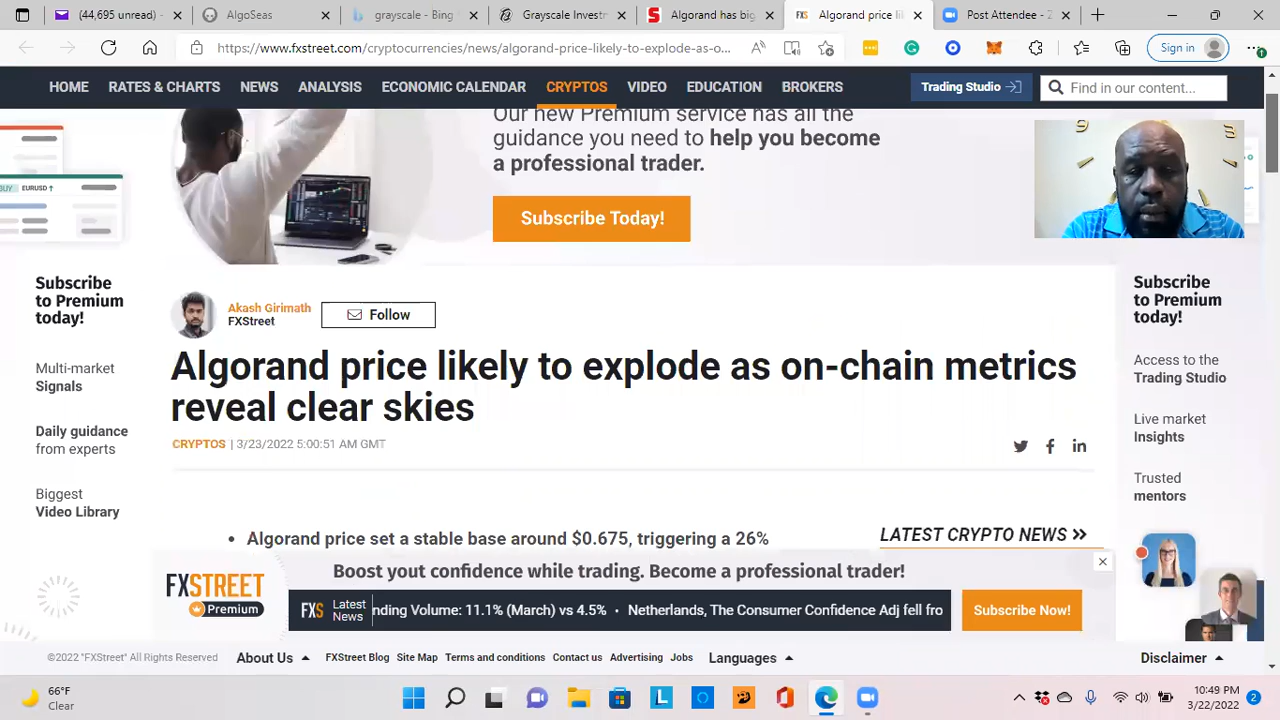 (44,695 unread) -
AlgoSeas
grayscale - Bing
Grayscale Invest
Algorand has big
Algorand price lik
Post Attendee - Z
https://www.fxstreet.com/cryptocurrencies/news/algorand-price-likely-to-explode-as-o...
Sign in
HOME
RATES & CHARTS
NEWS
ANALYSIS
ECONOMIC CALENDAR
CRYPTOS
VIDEO
EDUCATION
BROKERS
Trading Studio
Find in our content...
Our new Premium service has all the
guidance you need to help you become
a professional trader.
Subscribe Today!
BUY EURUSD
Subscribe
to Premium
today!
Multi-market
Signals
Daily guidance
from experts
Biggest
Video Library
Akash Girimath
FXStreet
Follow
Algorand price likely to explode as on-chain metrics
reveal clear skies
CRYPTOS | 3/23/2022 5:00:51 AM GMT
• Algorand price set a stable base around $0.675, triggering a 26%
LATEST CRYPTO NEWS
Subscribe
to Premium
today!
Access to the
Trading Studio
Live market
Insights
Trusted
mentors
FXSTREET
Premium
Boost yout confidence while trading. Become a professional trader!
FXS
Latest
News
nding Volume: 11.1% (March) vs 4.5% • Netherlands, The Consumer Confidence Adj fell fro
Subscribe Now!
©2022 "FXStreet" All Rights Reserved
About Us
FXStreet Blog
Site Map
Terms and conditions
Contact us
Advertising
Jobs
Languages
Disclaimer
66°F
Clear
10:49 PM
3/22/2022
2